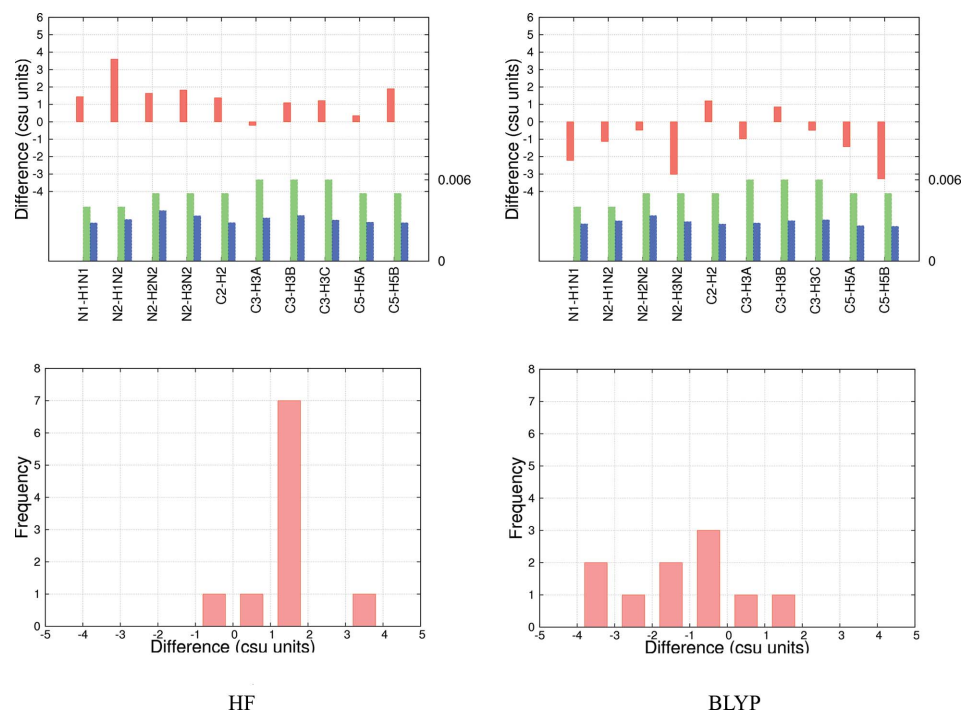 6
5
4
3
2
1
0
-1
-2
-3
-4
Difference (csu units)
0.006
0
N1-H1N1
N2-H1N2
N2-H2N2
N2-H3N2
C2-H2
C3-H3A
C3-H3B
C3-H3C
C5-H5A
C5-H5B
6
5
4
3
2
1
0
-1
-2
-3
-4
Difference (csu units)
0.006
0
N1-H1N1
N2-H1N2
N2-H2N2
N2-H3N2
C2-H2
C3-H3A
C3-H3B
C3-H3C
C5-H5A
C5-H5B
8
7
6
5
4
3
2
1
0
Frequency
-5 -4 -3 -2 -1 0 1 2 3 4 5
Difference (csu units)
8
7
6
5
4
3
2
1
0
Frequency
-5 -4 -3 -2 -1 0 1 2 3 4 5
Difference (csu units)
HF
BLYP